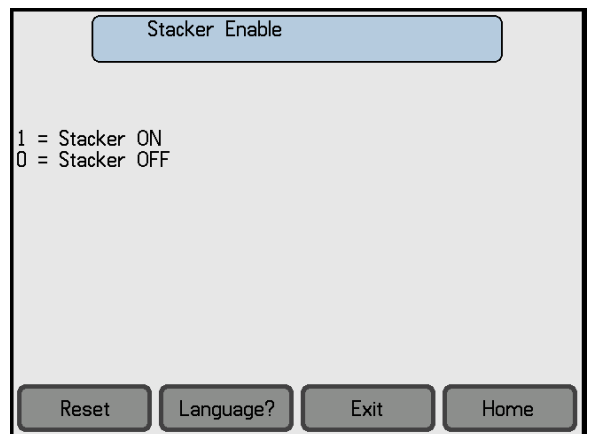 Stacker Enable
1 = Stacker ON
0 = Stacker OFF
Reset
Language?
Exit
Home